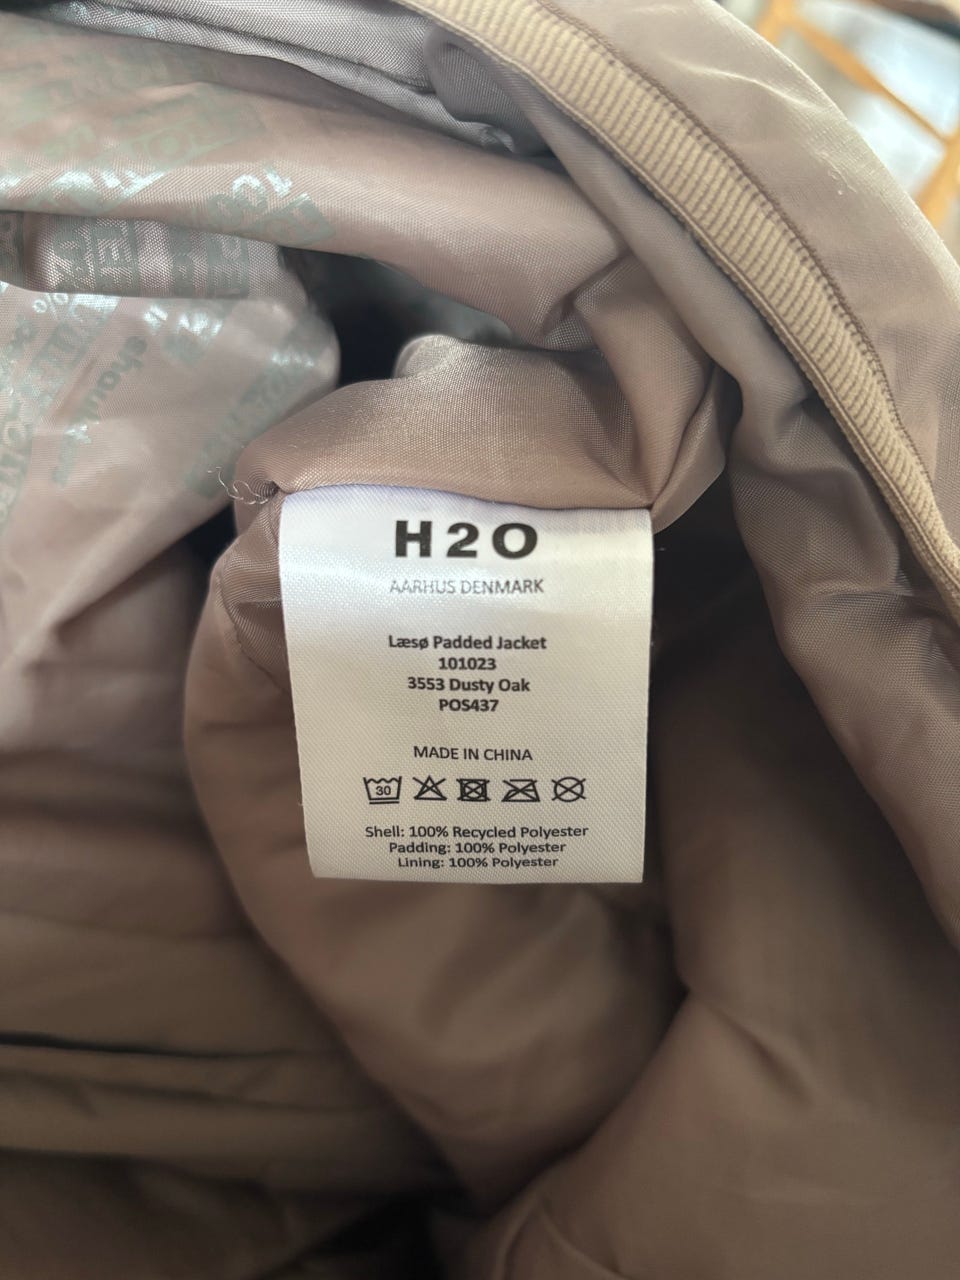 H2O
AARHUS DENMARK
Læsø Padded Jacket
101023
3553 Dusty Oak
POS437
MADE IN CHINA
30
Shell: 100% Recycled Polyester
Padding: 100% Polyester
Lining: 100% Polyester